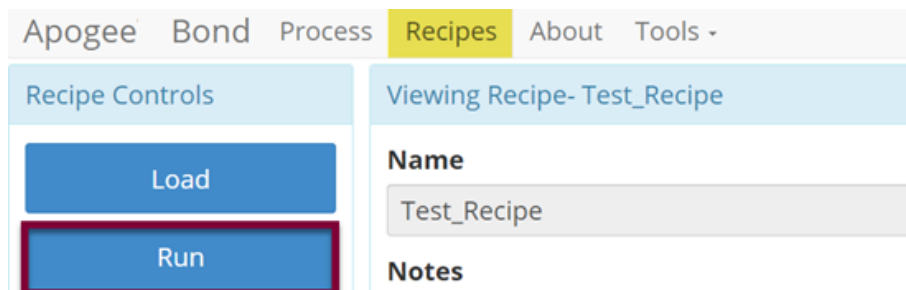 Apogee Bond Process Recipes About Tools
Recipe Controls
Load
Run
Viewing Recipe- Test_Recipe
Name
Test_Recipe
Notes